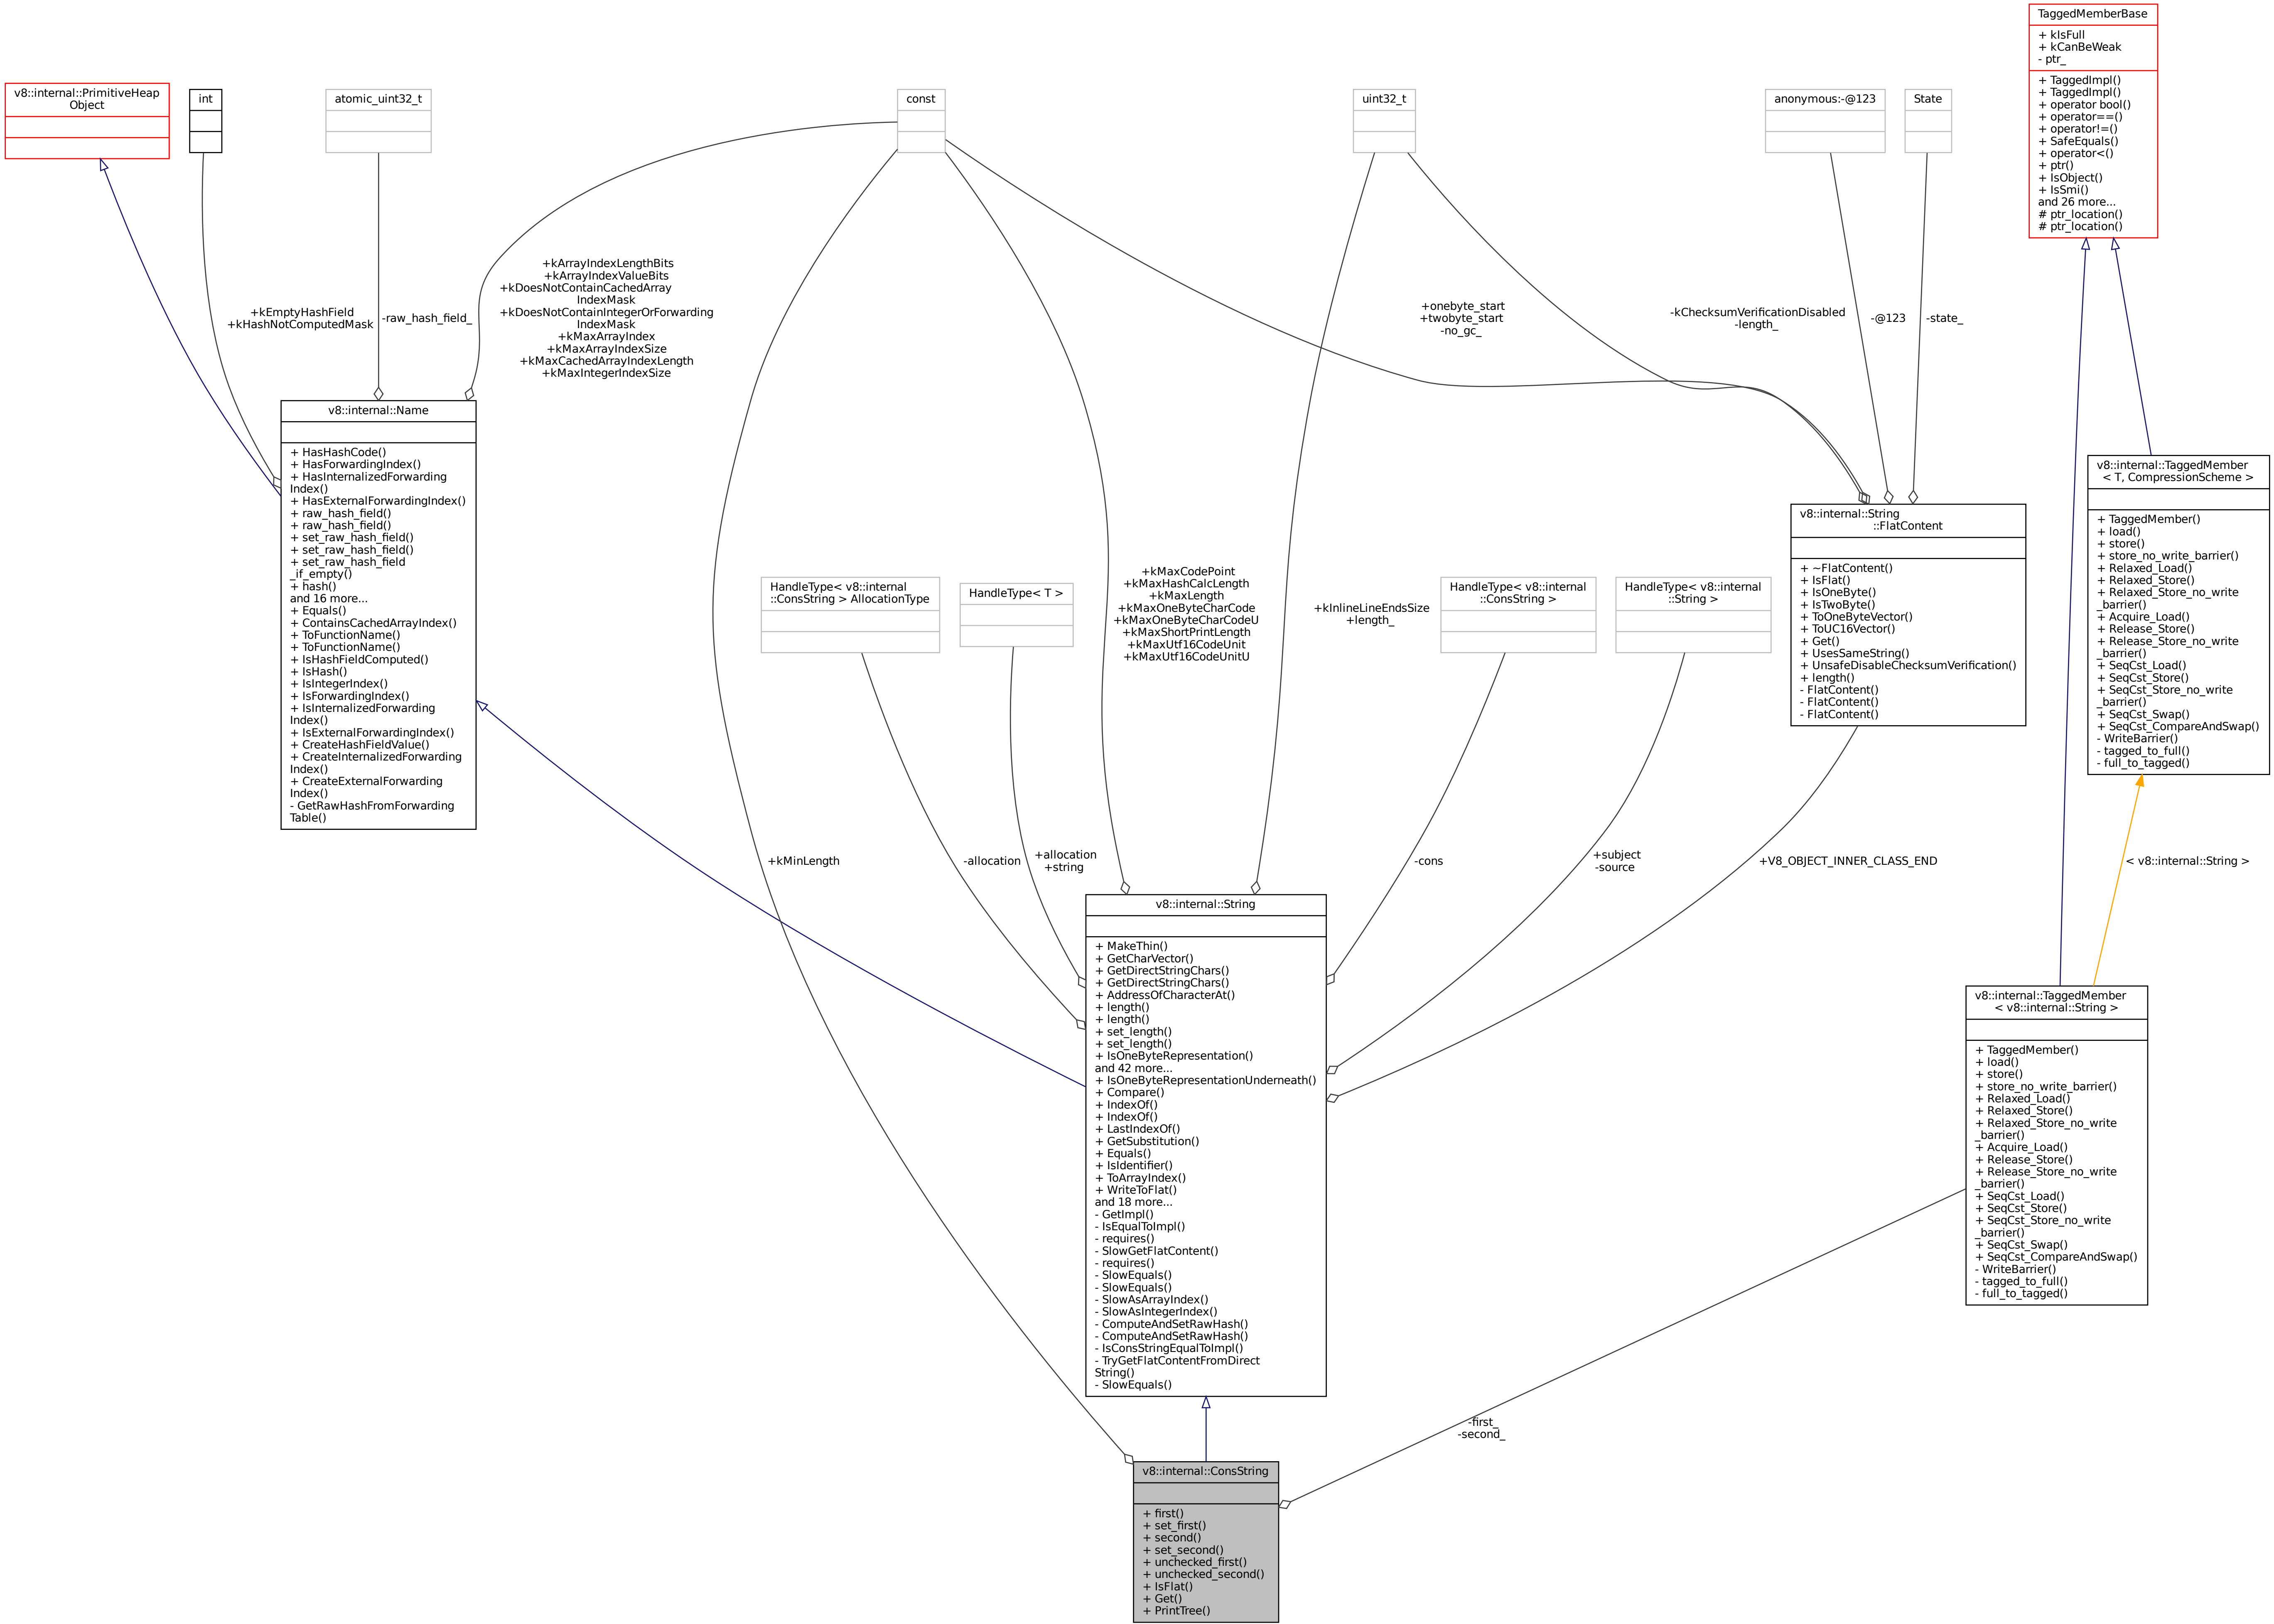 TaggedMemberBase
+ kIsFull
+ kCanBeWeak
- ptr_
+ TaggedImpl()
+ TaggedImpl()
+ operator bool()
+ operator==()
+ operator!=()
+ SafeEquals()
+ operator<()
+ ptr()
+ IsObject()
+ IsSmi()
and 26 more...
# ptr_location()
# ptr_location()
v8::internal::PrimitiveHeap
Object
int
atomic_uint32_t
const
uint32_t
anonymous:-@123
State
+kEmptyHashField
+kHashNotComputedMask
-raw_hash_field_
+kArrayIndexLengthBits
+kArrayIndexValueBits
+kDoesNotContainCachedArray
IndexMask
+kDoesNotContainIntegerOrForwarding
IndexMask
+kMaxArrayIndex
+kMaxArrayIndexSize
+kMaxCachedArrayIndexLength
+kMaxIntegerIndexSize
+onebyte_start
+twobyte_start
-no_gc_
-kChecksumVerificationDisabled
-length_
-@123
-state_
v8::internal::Name
+ HasHashCode()
+ HasForwardingIndex()
+ HasInternalizedForwarding
Index()
+ HasExternalForwardingIndex()
+ raw_hash_field()
+ raw_hash_field()
+ set_raw_hash_field()
+ set_raw_hash_field()
+ set_raw_hash_field
_if_empty()
+ hash()
and 16 more...
+ Equals()
+ ContainsCachedArrayIndex()
+ ToFunctionName()
+ ToFunctionName()
+ IsHashFieldComputed()
+ IsHash()
+ IsIntegerIndex()
+ IsForwardingIndex()
+ IsInternalizedForwarding
Index()
+ IsExternalForwardingIndex()
+ CreateHashFieldValue()
+ CreateInternalizedForwarding
Index()
+ CreateExternalForwarding
Index()
- GetRawHashFromForwarding
Table()
v8::internal::TaggedMember
< T, CompressionScheme >
+ TaggedMember()
+ load()
+ store()
+ store_no_write_barrier()
+ Relaxed_Load()
+ Relaxed_Store()
+ Relaxed_Store_no_write
_barrier()
+ Acquire_Load()
+ Release_Store()
+ Release_Store_no_write
_barrier()
+ SeqCst_Load()
+ SeqCst_Store()
+ SeqCst_Store_no_write
_barrier()
+ SeqCst_Swap()
+ SeqCst_CompareAndSwap()
- WriteBarrier()
- tagged_to_full()
- full_to_tagged()
v8::internal::String
::FlatContent
+ ~FlatContent()
+ IsFlat()
+ IsOneByte()
+ IsTwoByte()
+ ToOneByteVector()
+ ToUC16Vector()
+ Get()
+ UsesSameString()
+ UnsafeDisableChecksumVerification()
+ length()
- FlatContent()
- FlatContent()
- FlatContent()
HandleType< v8::internal
::ConsString > AllocationType
HandleType< T >
+kMaxCodePoint
+kMaxHashCalcLength
+kMaxLength
+kMaxOneByteCharCode
+kMaxOneByteCharCodeU
+kMaxShortPrintLength
+kMaxUtf16CodeUnit
+kMaxUtf16CodeUnitU
+kInlineLineEndsSize
+length_
HandleType< v8::internal
::ConsString >
HandleType< v8::internal
::String >
+kMinLength
-allocation
+allocation
+string
-cons
+subject
-source
+V8_OBJECT_INNER_CLASS_END
< v8::internal::String >
v8::internal::String
+ MakeThin()
+ GetCharVector()
+ GetDirectStringChars()
+ GetDirectStringChars()
+ AddressOfCharacterAt()
+ length()
+ length()
+ set_length()
+ set_length()
+ IsOneByteRepresentation()
and 42 more...
+ IsOneByteRepresentationUnderneath()
+ Compare()
+ IndexOf()
+ IndexOf()
+ LastIndexOf()
+ GetSubstitution()
+ Equals()
+ IsIdentifier()
+ ToArrayIndex()
+ WriteToFlat()
and 18 more...
- GetImpl()
- IsEqualToImpl()
- requires()
- SlowGetFlatContent()
- requires()
- SlowEquals()
- SlowEquals()
- SlowAsArrayIndex()
- SlowAsIntegerIndex()
- ComputeAndSetRawHash()
- ComputeAndSetRawHash()
- IsConsStringEqualToImpl()
- TryGetFlatContentFromDirect
String()
- SlowEquals()
v8::internal::TaggedMember
< v8::internal::String >
+ TaggedMember()
+ load()
+ store()
+ store_no_write_barrier()
+ Relaxed_Load()
+ Relaxed_Store()
+ Relaxed_Store_no_write
_barrier()
+ Acquire_Load()
+ Release_Store()
+ Release_Store_no_write
_barrier()
+ SeqCst_Load()
+ SeqCst_Store()
+ SeqCst_Store_no_write
_barrier()
+ SeqCst_Swap()
+ SeqCst_CompareAndSwap()
- WriteBarrier()
- tagged_to_full()
- full_to_tagged()
-first_
-second_
v8::internal::ConsString
+ first()
+ set_first()
+ second()
+ set_second()
+ unchecked_first()
+ unchecked_second()
+ IsFlat()
+ Get()
+ PrintTree()